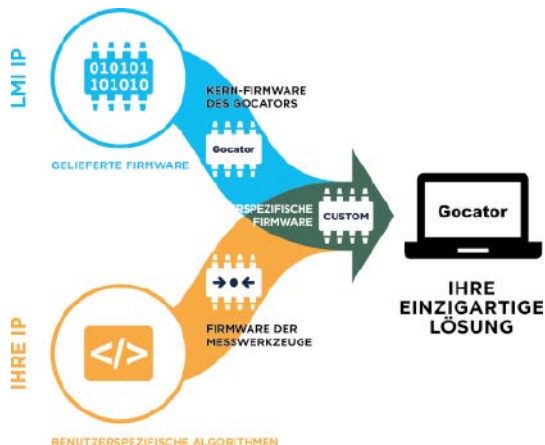 LMI IP
010101
101010
GELIEFERTE FIRMWARE
KERN-FIRMWARE
DES GOCATORS
Gocator
ERSPEZIFISCHE
FIRMWARE
CUSTOM
Gocator
IHRE
EINZIGARTIGE
LÖSUNG
IHRE IP
</>
FIRMWARE DER
MESSWERKZEUGE
BENUTZERSPEZIFISCHE ALGORITHMEN